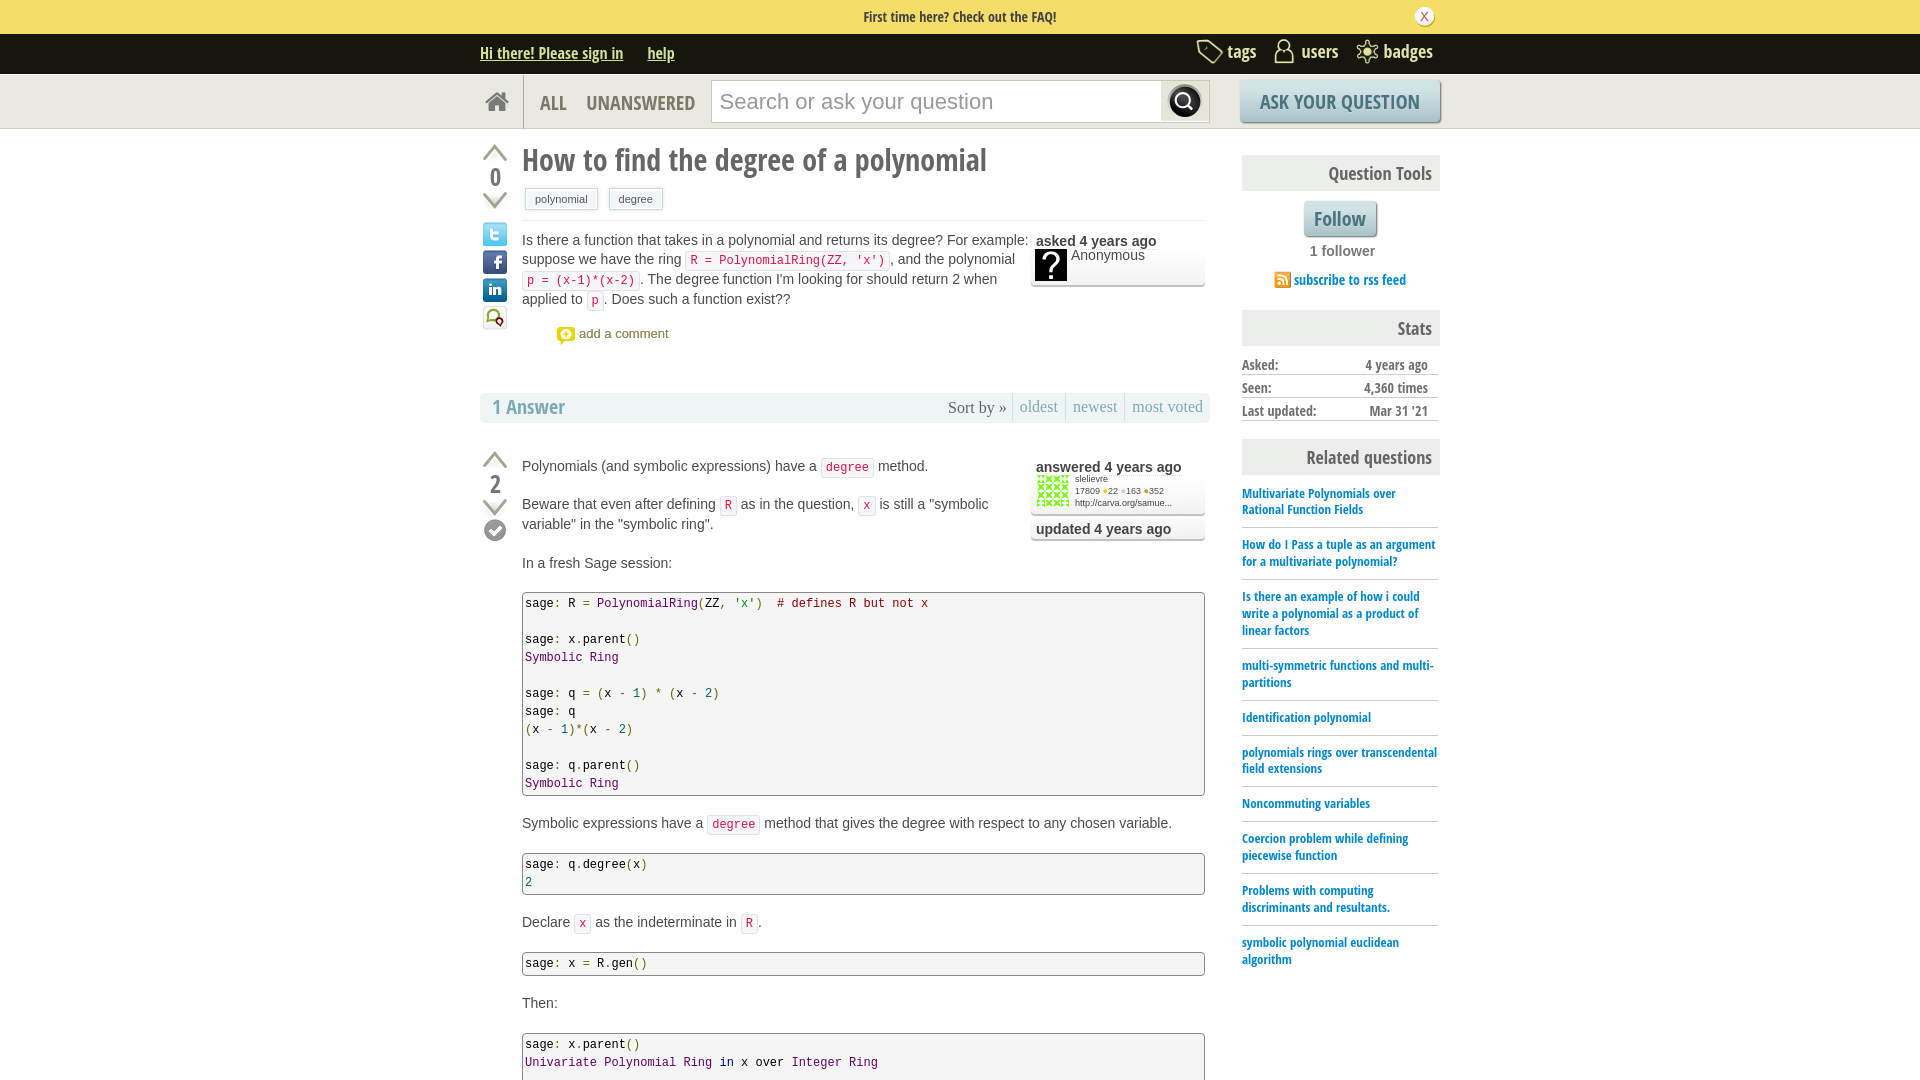 First time here? Check out the FAQ!
X
Hi there! Please sign in help
tags users badges
ALL UNANSWERED
Search or ask your question
ASK YOUR QUESTION
0
How to find the degree of a polynomial
polynomial degree
Is there a function that takes in a polynomial and returns its degree? For example:
suppose we have the ring R = PolynomialRing(ZZ, 'x'), and the polynomial
p = (x-1)*(x-2). The degree function I'm looking for should return 2 when
applied to p. Does such a function exist??
asked 4 years ago
Anonymous
add a comment
1 Answer
Sort by » oldest newest most voted
2
Polynomials (and symbolic expressions) have a degree method.
Beware that even after defining R as in the question, x is still a "symbolic
variable" in the "symbolic ring".
In a fresh Sage session:
answered 4 years ago
slelievre
17809 ●22 ●163 ●352
http://carva.org/samue...
updated 4 years ago
sage: R = PolynomialRing(ZZ, 'x')  # defines R but not x
sage: x.parent()
Symbolic Ring
sage: q = (x - 1) * (x - 2)
sage: q
(x - 1)*(x - 2)
sage: q.parent()
Symbolic Ring
Symbolic expressions have a degree method that gives the degree with respect to any chosen variable.
sage: q.degree(x)
2
Declare x as the indeterminate in R.
sage: x = R.gen()
Then:
sage: x.parent()
Univariate Polynomial Ring in x over Integer Ring
Question Tools
Follow
1 follower
subscribe to rss feed
Stats
Asked: 4 years ago
Seen: 4,360 times
Last updated: Mar 31 '21
Related questions
Multivariate Polynomials over
Rational Function Fields
How do I Pass a tuple as an argument
for a multivariate polynomial?
Is there an example of how i could
write a polynomial as a product of
linear factors
multi-symmetric functions and multi-
partitions
Identification polynomial
polynomials rings over transcendental
field extensions
Noncommuting variables
Coercion problem while defining
piecewise function
Problems with computing
discriminants and resultants.
symbolic polynomial euclidean
algorithm